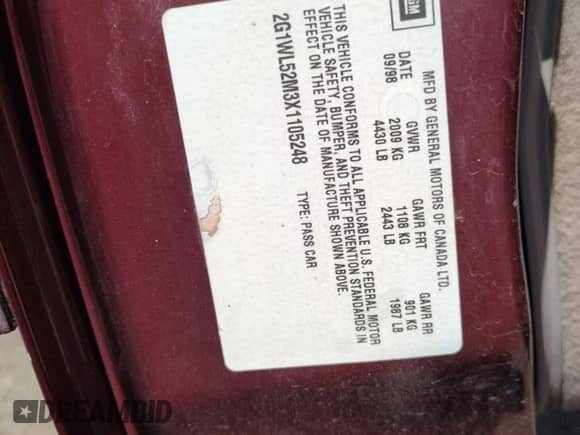 GM
MFD BY GENERAL MOTORS OF CANADA LTD.
DATE GVWR GAWR FRT GAWR RR
09/98 2009 KG 1108 KG 901 KG
4430 LB 2443 LB 1987 LB
THIS VEHICLE CONFORMS TO ALL APPLICABLE U.S. FEDERAL MOTOR
VEHICLE SAFETY, BUMPER, AND THEFT PREVENTION STANDARDS IN
EFFECT ON THE DATE OF MANUFACTURE SHOWN ABOVE.
2G1WL52M3X1105248 TYPE: PASS CAR
DREAMBID